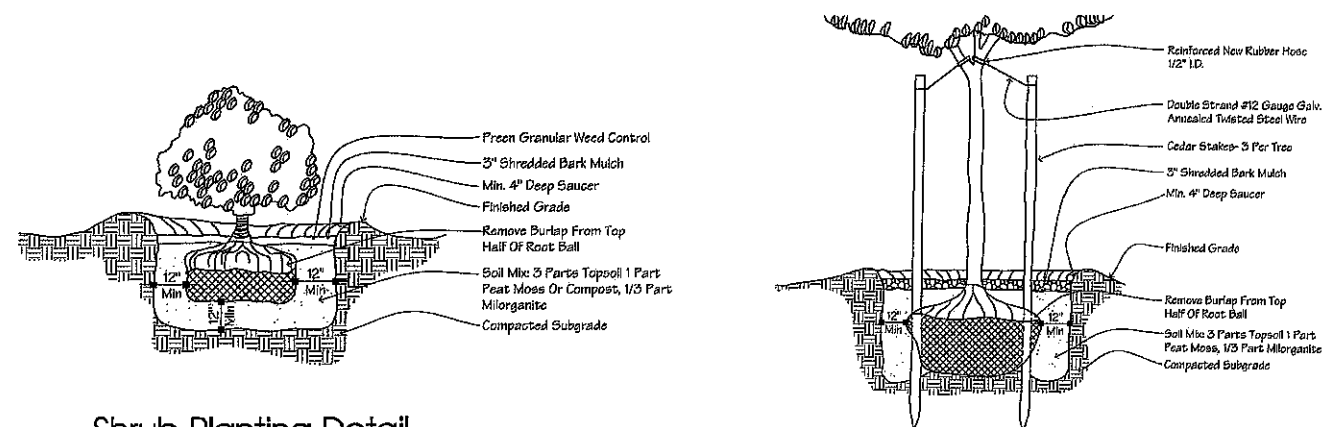 Preen Granular Weed Control
3" Shredded Bark Mulch
Min. 4" Deep Saucer
Finished Grade
Remove Burlap From Top
Half Of Root Ball
Soil Mix: 3 Parts Topsoil 1 Part
Peat Moss Or Compost, 1/3 Part
Milorganite
Compacted Subgrade
12"
Min
12"
Min
12"
Min
Shrub Planting Detail
Reinforced New Rubber Hose
1/2" I.D.
Double Strand #12 Gauge Galv.
Annealed Twisted Steel Wire
Cedar Stakes- 3 Per Tree
3" Shredded Bark Mulch
Min. 4" Deep Saucer
Finished Grade
Remove Burlap From Top
Half Of Root Ball
Soil Mix: 3 Parts Topsoil 1 Part
Peat Moss, 1/3 Part Milorganite
Compacted Subgrade
12"
Min
12"
Min